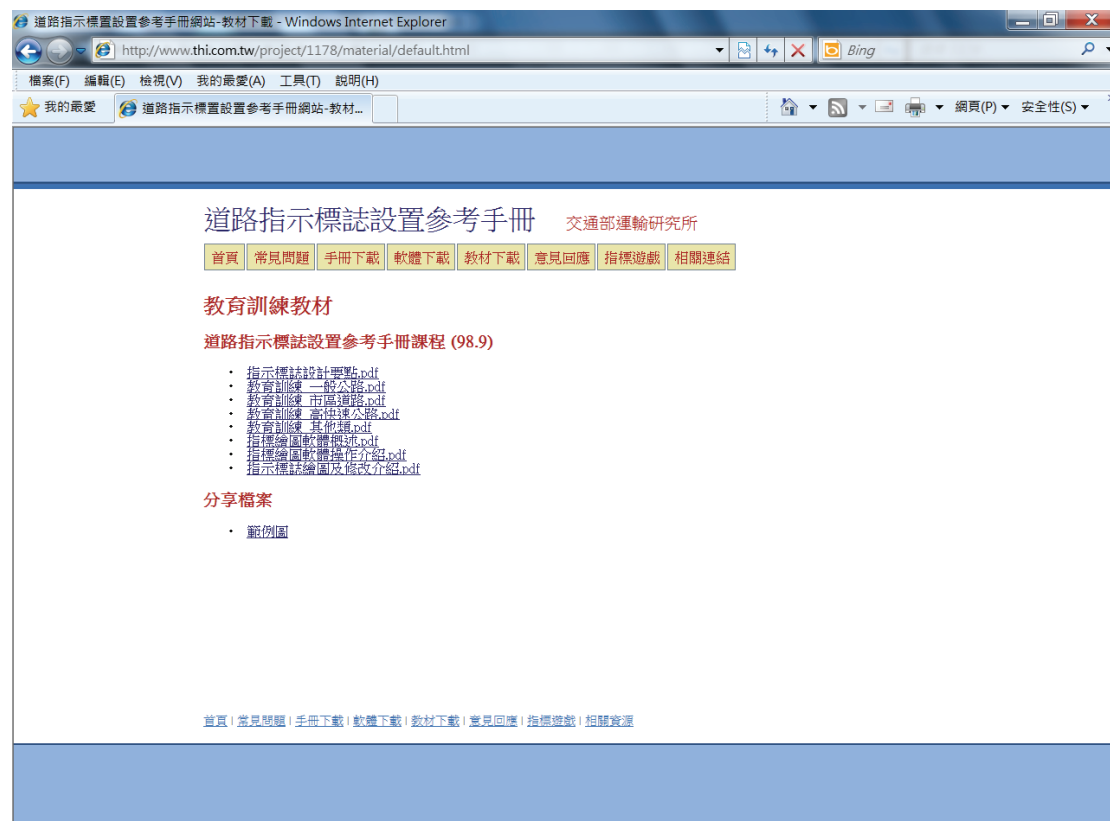 道路指示標置設置參考手冊網站-教材下載 - Windows Internet Explorer
http://www.thi.com.tw/project/1178/material/default.html
Bing
檔案(F) 編輯(E) 檢視(V) 我的最愛(A) 工具(T) 說明(H)
我的最愛 道路指示標置設置參考手冊網站-教材... 網頁(P) 安全性(S)
道路指示標誌設置參考手冊 交通部運輸研究所
首頁 常見問題 手冊下載 軟體下載 教材下載 意見回應 指標遊戲 相關連結
教育訓練教材
道路指示標誌設置參考手冊課程 (98.9)
・ 指示標誌設計要點.pdf
・ 教育訓練_一般公路.pdf
・ 教育訓練_市區道路.pdf
・ 教育訓練_高快速公路.pdf
・ 教育訓練_其他類.pdf
・ 指標繪圖軟體概述.pdf
・ 指標繪圖軟體操作介紹.pdf
・ 指示標誌繪圖及修改介紹.pdf
分享檔案
・ 範例圖
首頁 | 常見問題 | 手冊下載 | 軟體下載 | 教材下載 | 意見回應 | 指標遊戲 | 相關資源